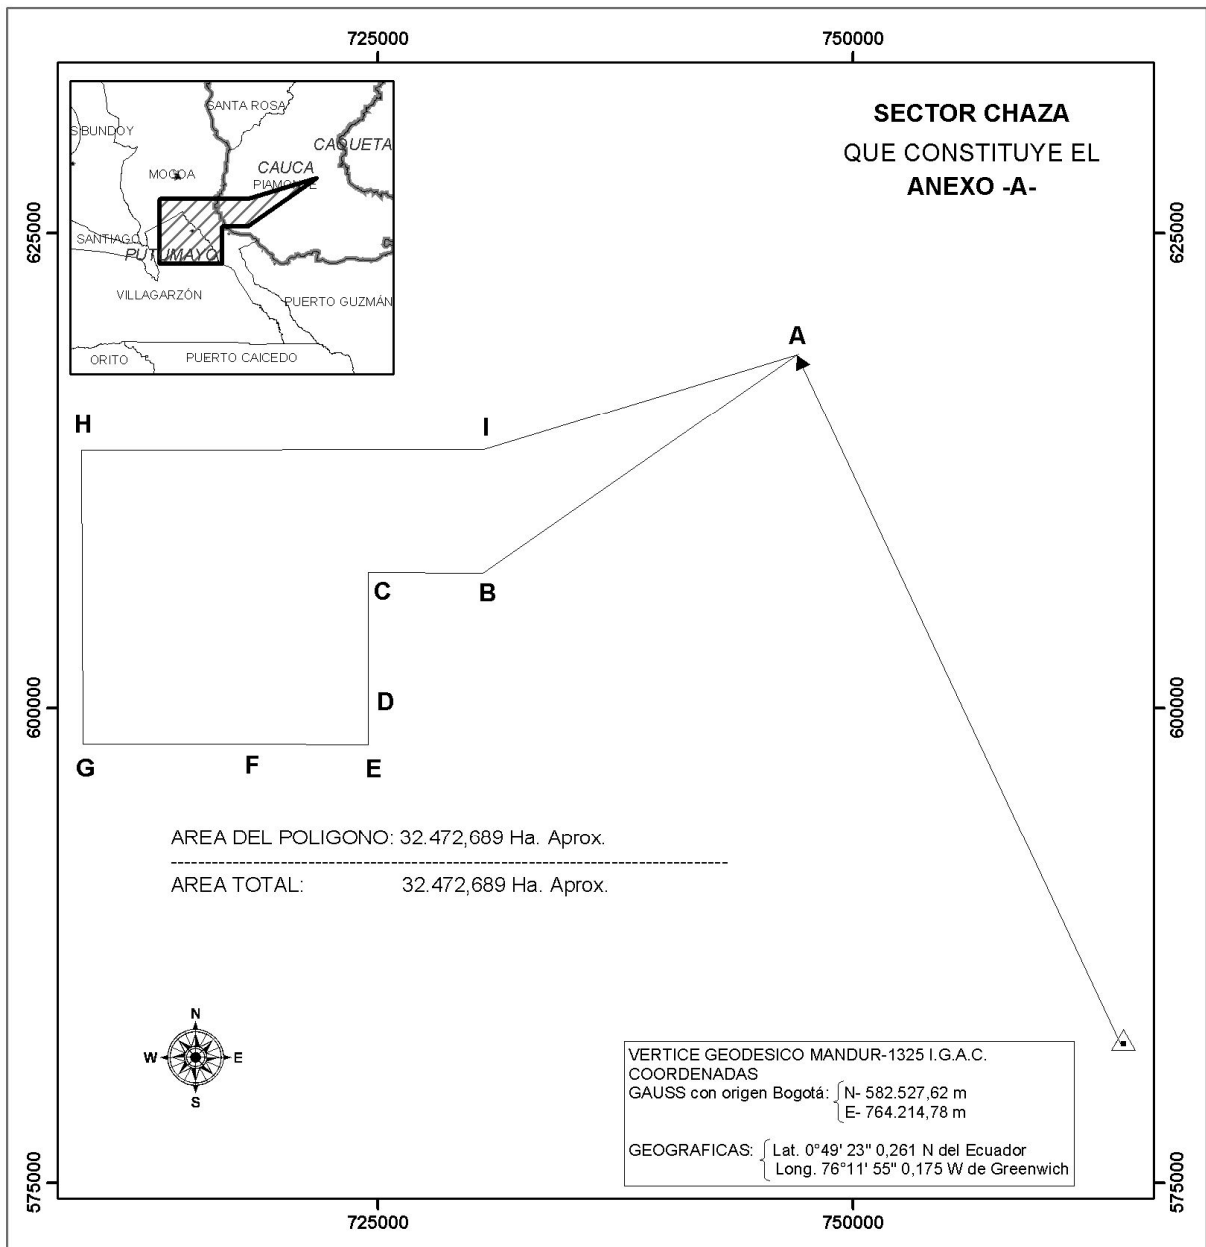 725000
750000
SANTA ROSA
SIBUNDOY
CAQUETA
MOCOA
CAUCA
PIAMONTE
SANTIAGO
PUTUMAYO
VILLAGARZÓN
PUERTO GUZMÁN
ORITO
PUERTO CAICEDO
SECTOR CHAZA
QUE CONSTITUYE EL
ANEXO -A-
625000
625000
A
H
I
C
B
D
600000
600000
G
F
E
AREA DEL POLIGONO: 32.472,689 Ha. Aprox.
--------------------------------------------------------------------------------
AREA TOTAL: 32.472,689 Ha. Aprox.
N
W
E
S
VERTICE GEODESICO MANDUR-1325 I.G.A.C.
COORDENADAS
GAUSS con origen Bogotá: N- 582.527,62 m
E- 764.214,78 m
GEOGRAFICAS: Lat. 0°49' 23" 0,261 N del Ecuador
Long. 76°11' 55" 0,175 W de Greenwich
575000
575000
725000
750000